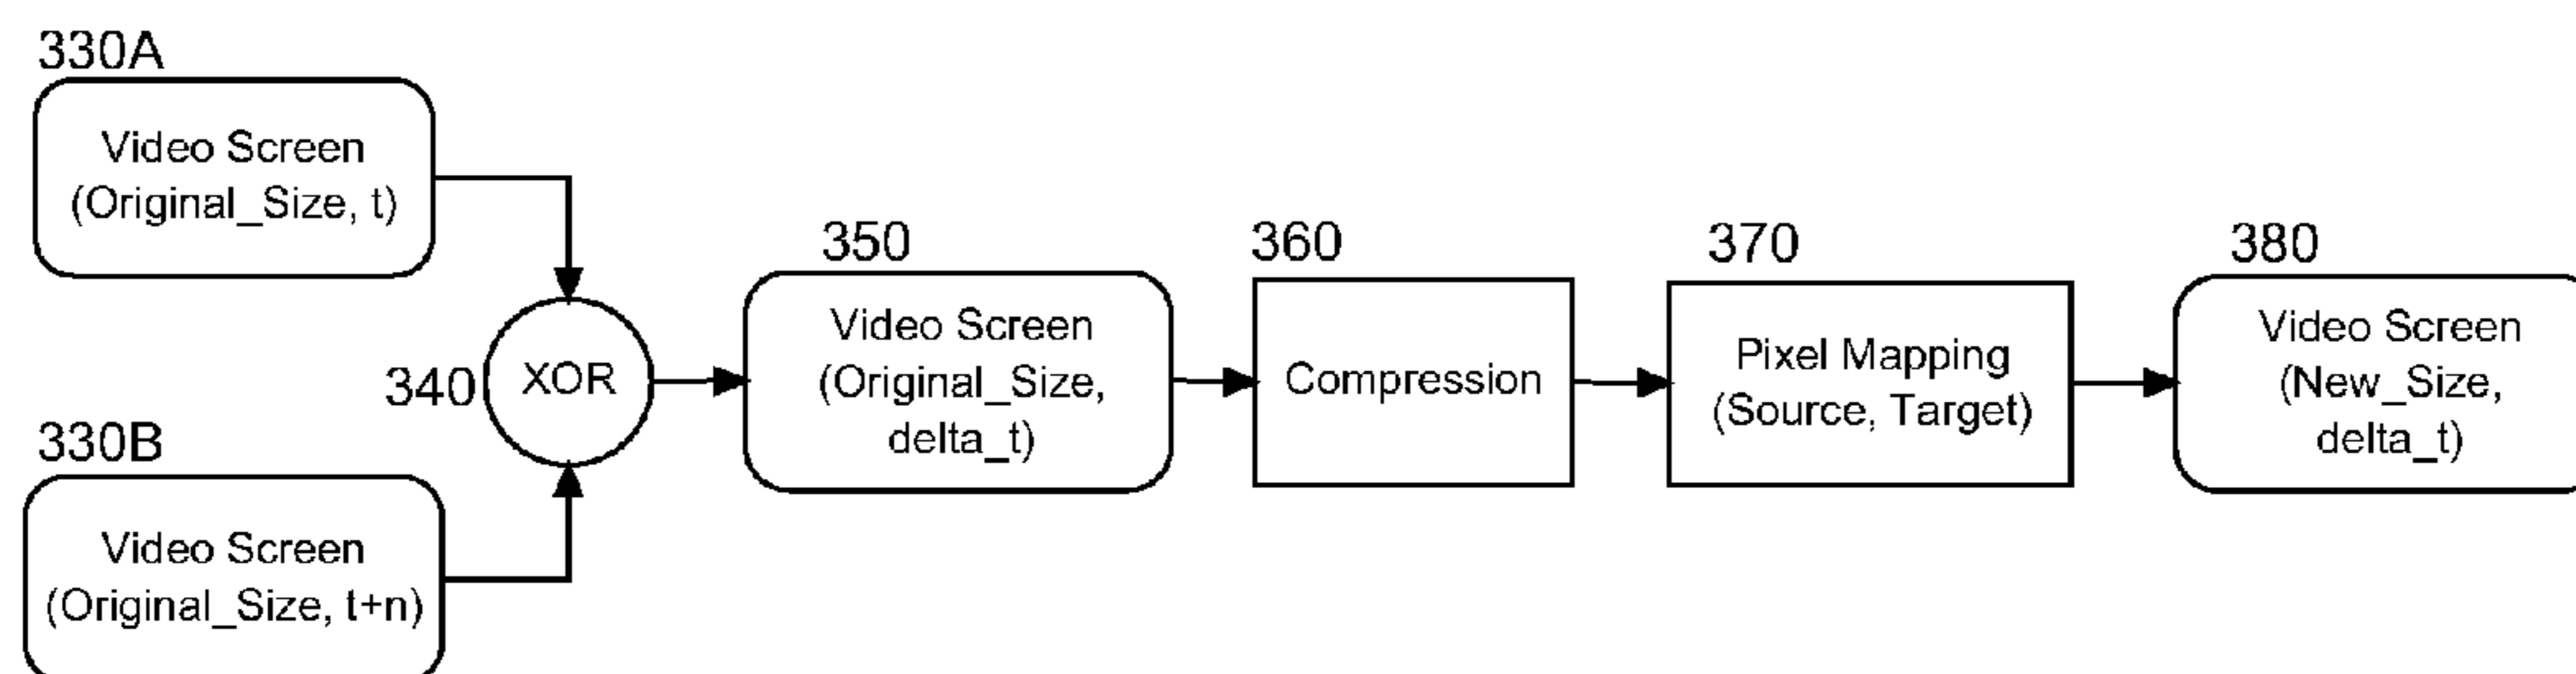 330A
Video Screen
(Original_Size, t)
330B
Video Screen
(Original_Size, t+n)
340
XOR
350
Video Screen
(Original_Size,
delta_t)
360
Compression
370
Pixel Mapping
(Source, Target)
380
Video Screen
(New_Size,
delta_t)